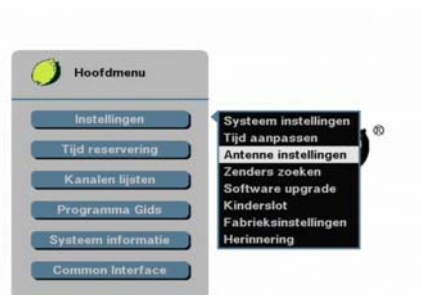 Hoofdmenu
Instellingen
Tijd reservering
Kanalen lijsten
Programma Gids
Systeem informatie
Common Interface
Systeem instellingen
Tijd aanpassen
Antenne instellingen
Zenders zoeken
Software upgrade
Kinderslot
Fabrieksinstellingen
Herinnering
®